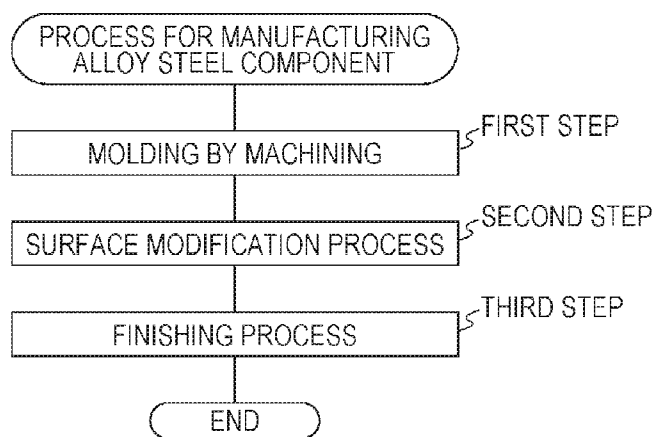 PROCESS FOR MANUFACTURING
ALLOY STEEL COMPONENT
FIRST STEP
MOLDING BY MACHINING
SECOND STEP
SURFACE MODIFICATION PROCESS
THIRD STEP
FINISHING PROCESS
END